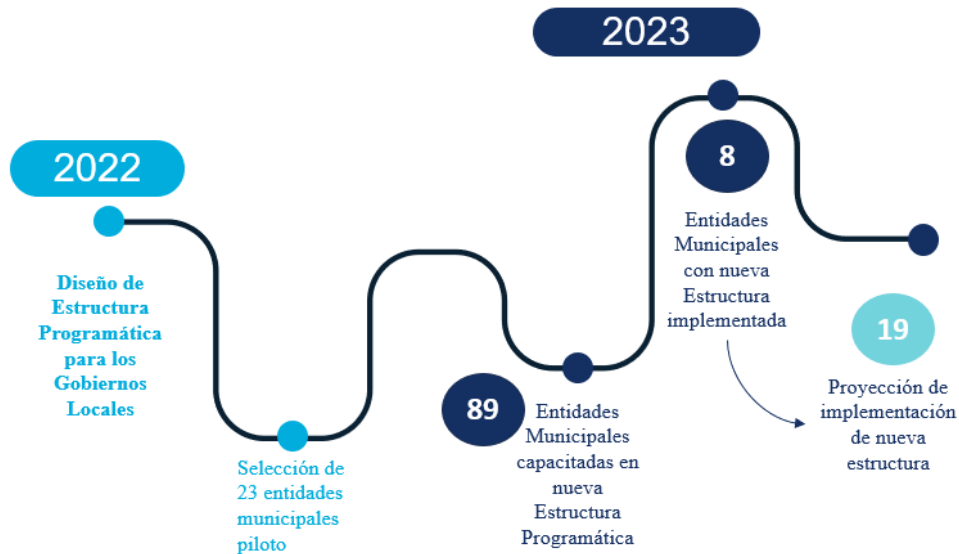 2022
Diseño de
Estructura
Programática
para los
Gobiernos
Locales
Selección de
23 entidades
municipales
piloto
2023
89
Entidades
Municipales
capacitadas en
nueva
Estructura
Programática
8
Entidades
Municipales
con nueva
Estructura
implementada
19
Proyección de
implementación
de nueva
estructura